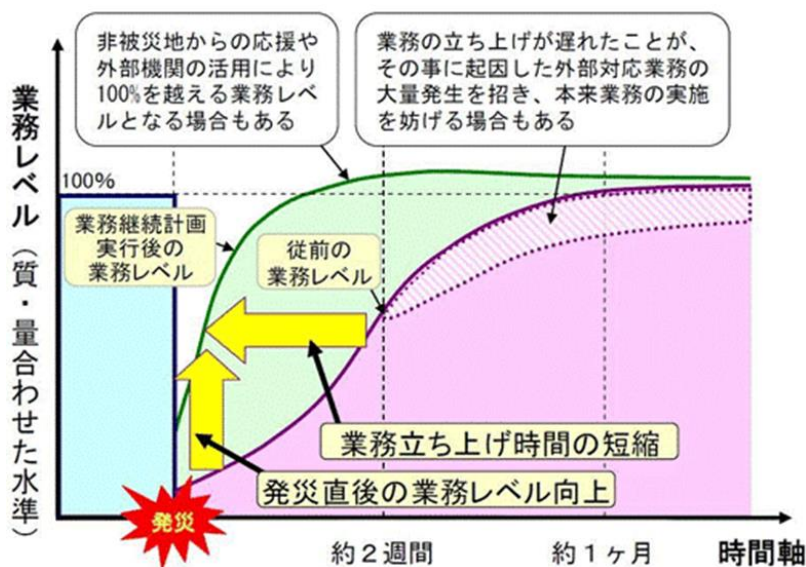 非被災地からの応援や
外部機関の活用により
100%を越える業務レベ
ルとなる場合もある
業務の立ち上げが遅れたことが、
その事に起因した外部対応業務の
大量発生を招き、本来業務の実施
を妨げる場合もある
業務レベル（質・量合わせた水準）
100%
業務継続計画
実行後の
業務レベル
従前の
業務レベル
業務立ち上げ時間の短縮
発災直後の業務レベル向上
発災
約２週間
約１ヶ月
時間軸